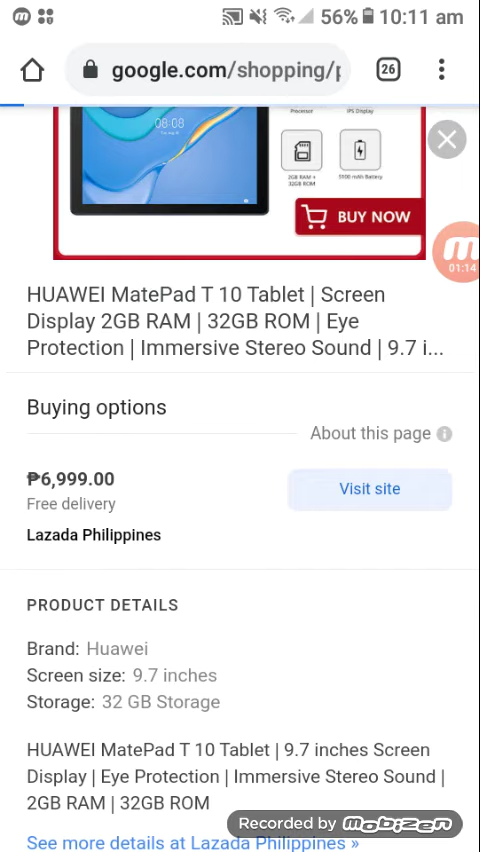 56% 10:11 am
google.com/shopping/p
26
08:08
Processor
IPS Display
2GB RAM +
32GB ROM
5100 mAh Battery
BUY NOW
01:14
HUAWEI MatePad T 10 Tablet | Screen
Display 2GB RAM | 32GB ROM | Eye
Protection | Immersive Stereo Sound | 9.7 i...
Buying options
About this page
₱6,999.00
Visit site
Free delivery
Lazada Philippines
PRODUCT DETAILS
Brand: Huawei
Screen size: 9.7 inches
Storage: 32 GB Storage
HUAWEI MatePad T 10 Tablet | 9.7 inches Screen
Display | Eye Protection | Immersive Stereo Sound |
2GB RAM | 32GB ROM
Recorded by mobizen
See more details at Lazada Philippines »